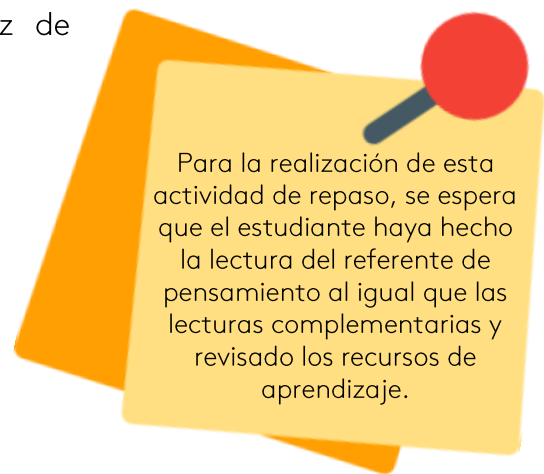 z de
Para la realización de esta
actividad de repaso, se espera
que el estudiante haya hecho
la lectura del referente de
pensamiento al igual que las
lecturas complementarias y
revisado los recursos de
aprendizaje.